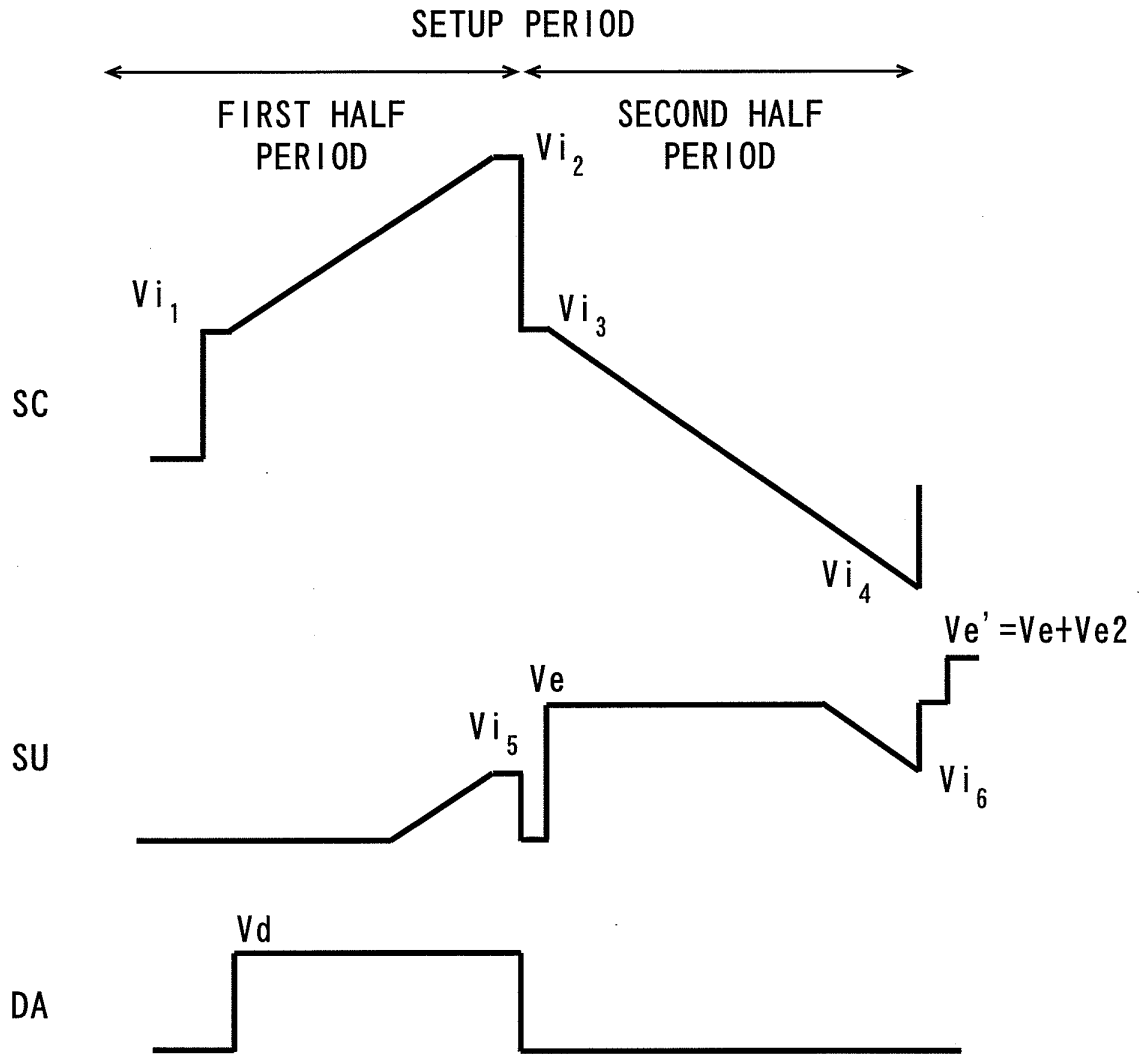 SETUP PERIOD
FIRST HALF
PERIOD
SECOND HALF
PERIOD
Vi2
Vi1
Vi3
SC
Vi4
Ve'=Ve+Ve2
Ve
Vi5
SU
Vi6
Vd
DA